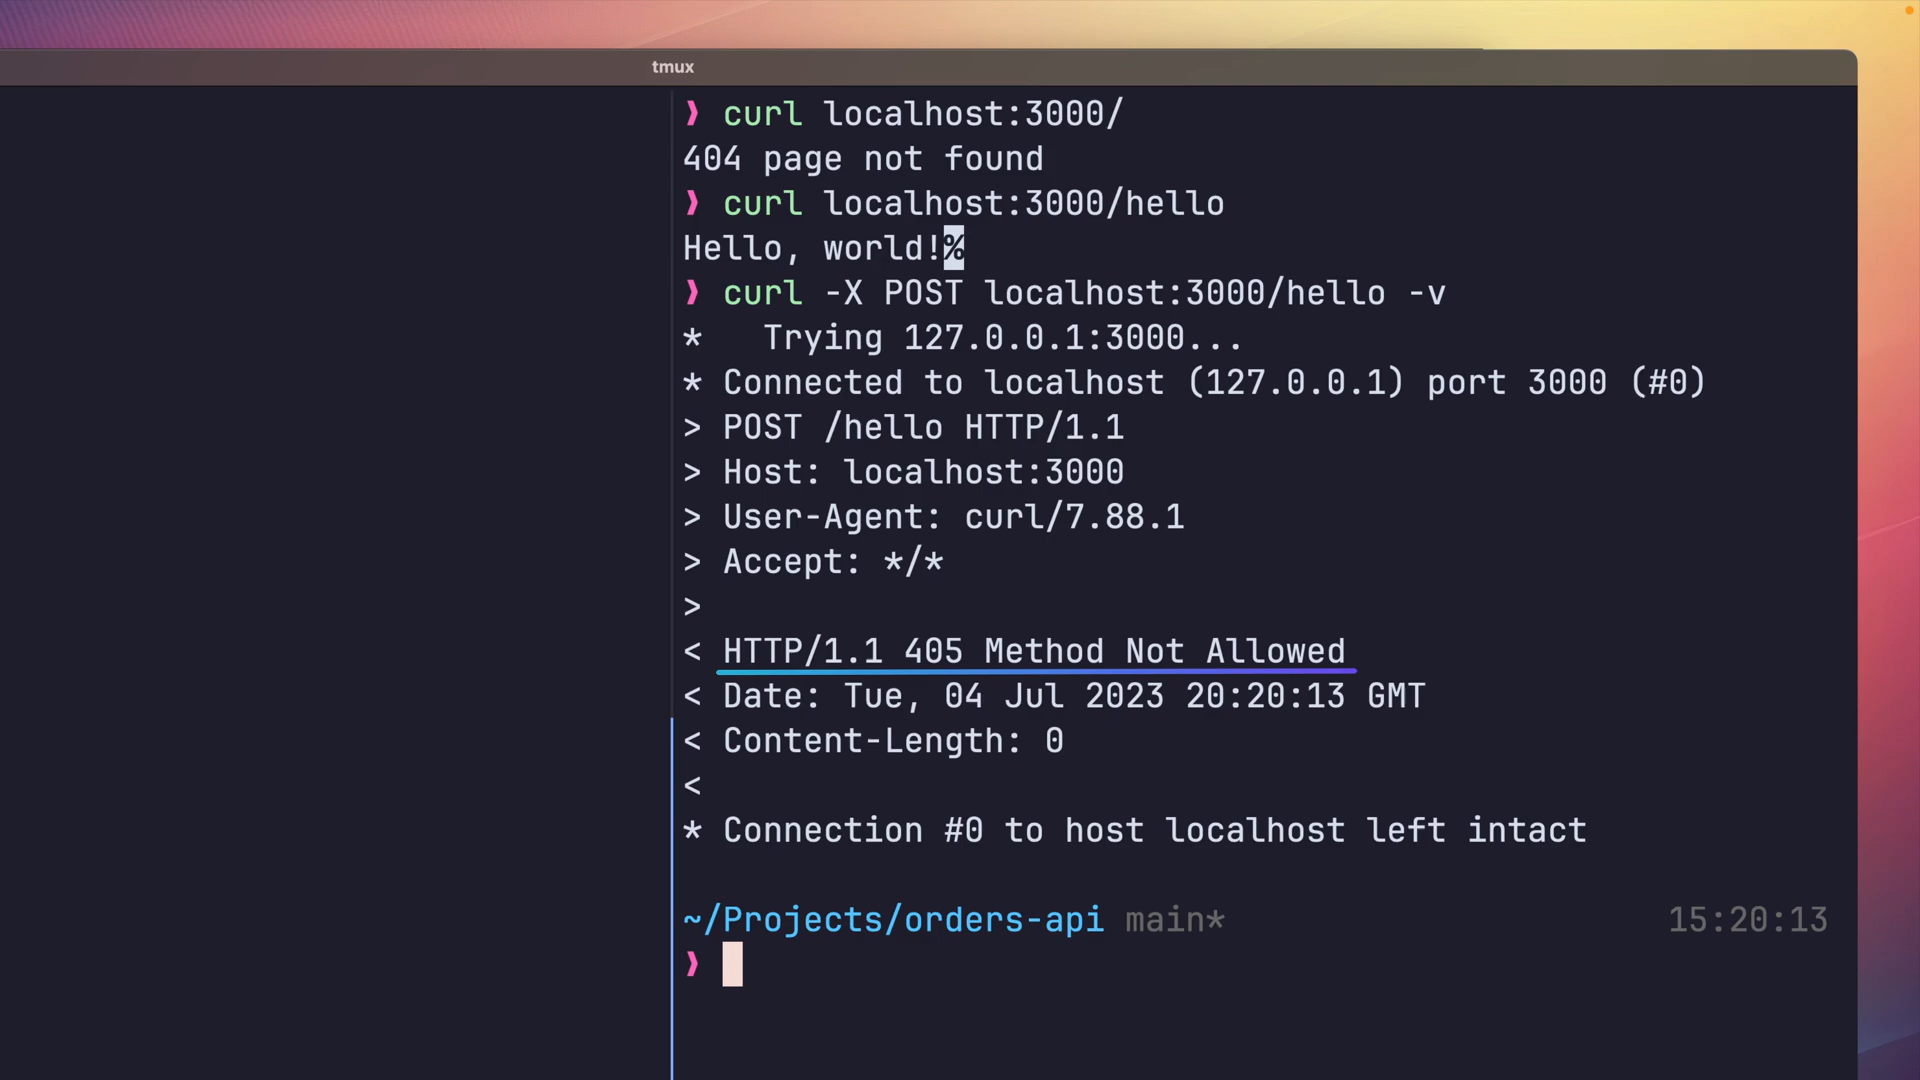 tmux
❯ curl localhost:3000/
404 page not found
❯ curl localhost:3000/hello
Hello, world!%
❯ curl -X POST localhost:3000/hello -v
*   Trying 127.0.0.1:3000...
* Connected to localhost (127.0.0.1) port 3000 (#0)
> POST /hello HTTP/1.1
> Host: localhost:3000
> User-Agent: curl/7.88.1
> Accept: */*
>
< HTTP/1.1 405 Method Not Allowed
< Date: Tue, 04 Jul 2023 20:20:13 GMT
< Content-Length: 0
<
* Connection #0 to host localhost left intact
~/Projects/orders-api main* 15:20:13
❯